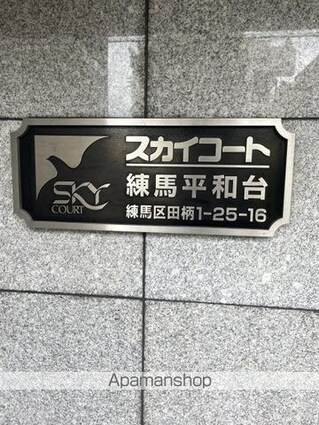 SKY
COURT
スカイコート
練馬平和台
練馬区田柄1-25-16
Apamanshop